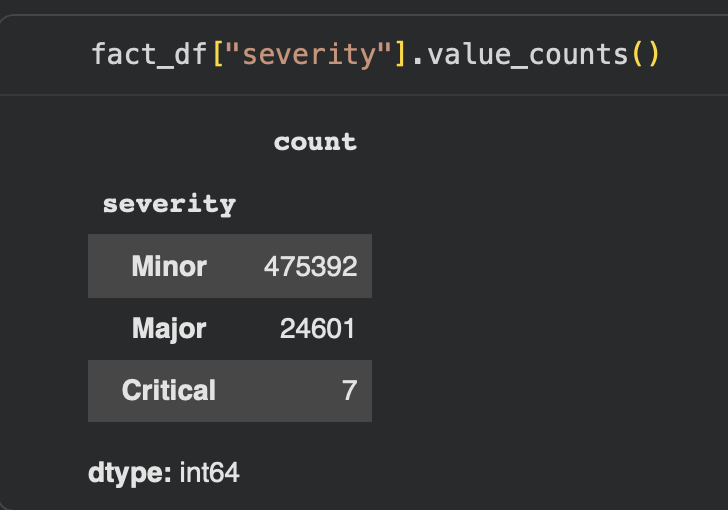 fact_df["severity"].value_counts()
count
severity
Minor 475392
Major 24601
Critical 7
dtype: int64